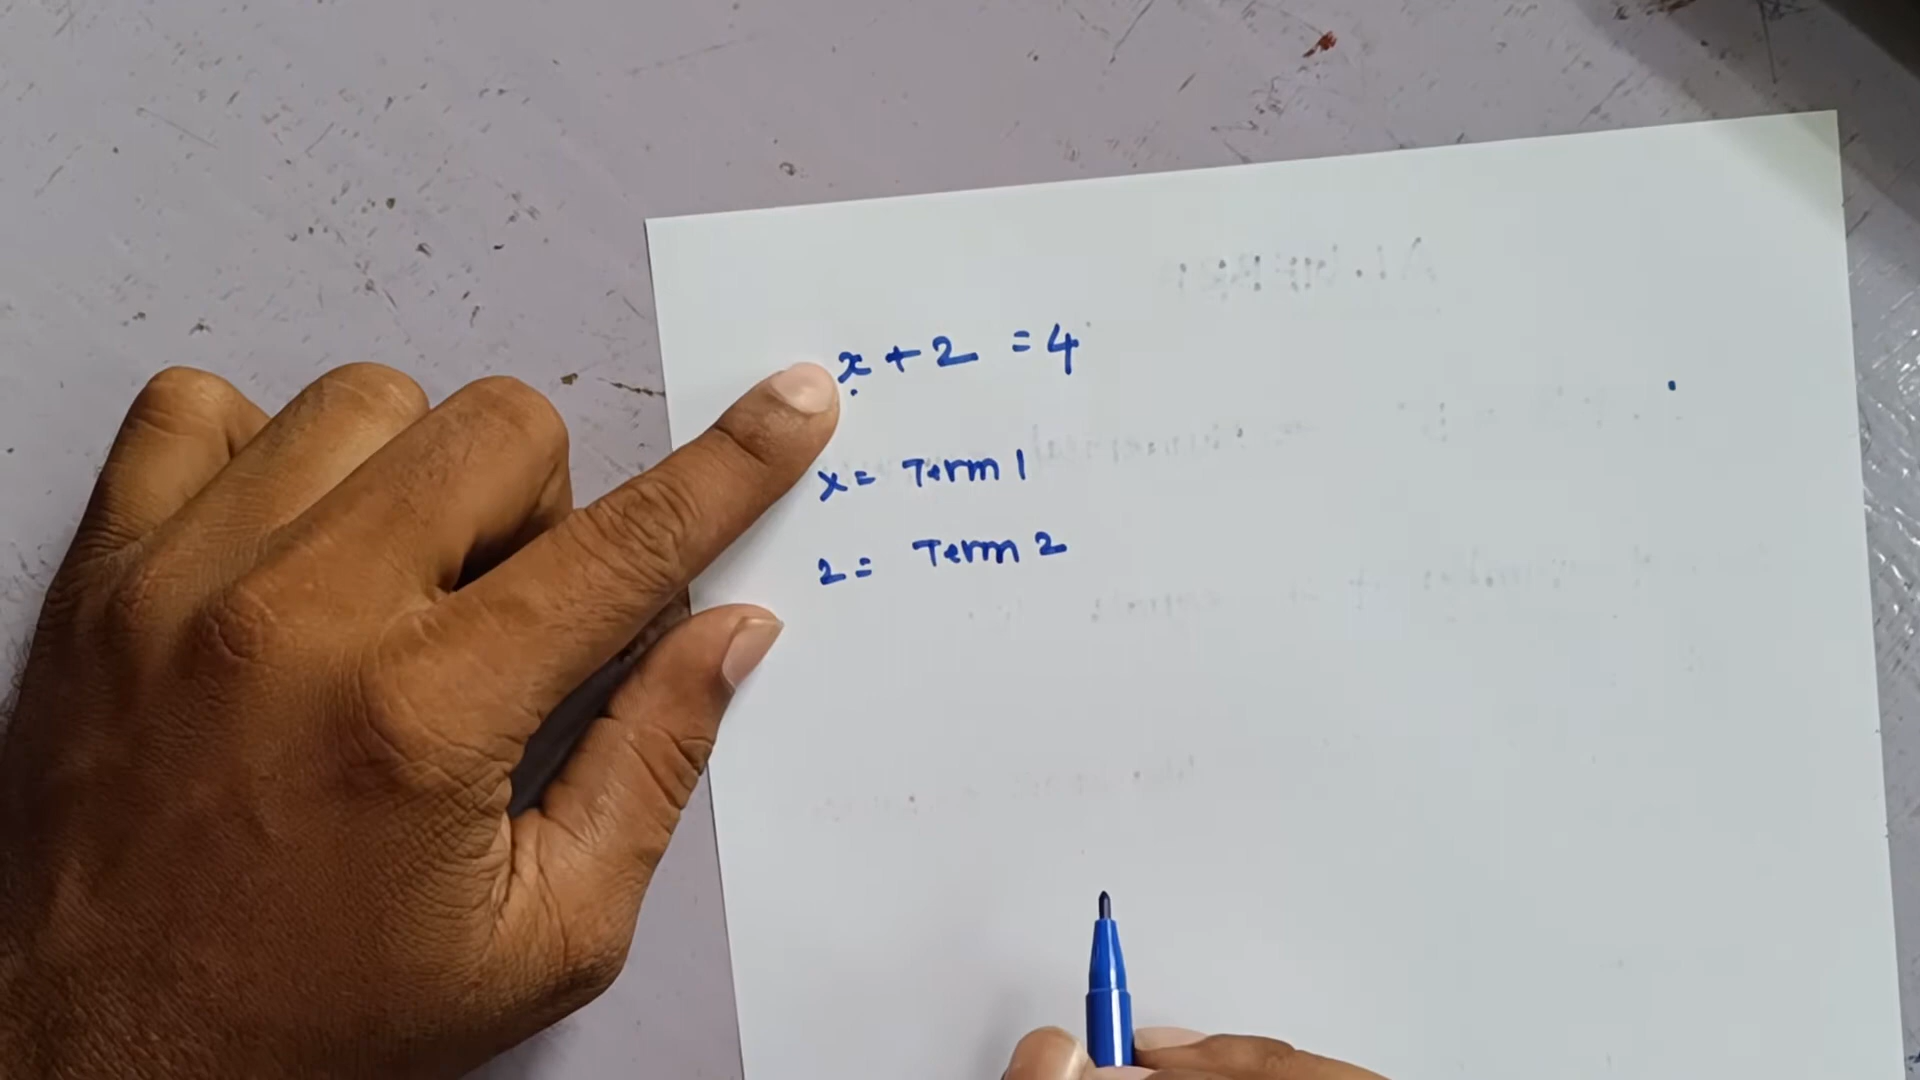 x + 2 = 4
x = Term 1
2 = Term 2